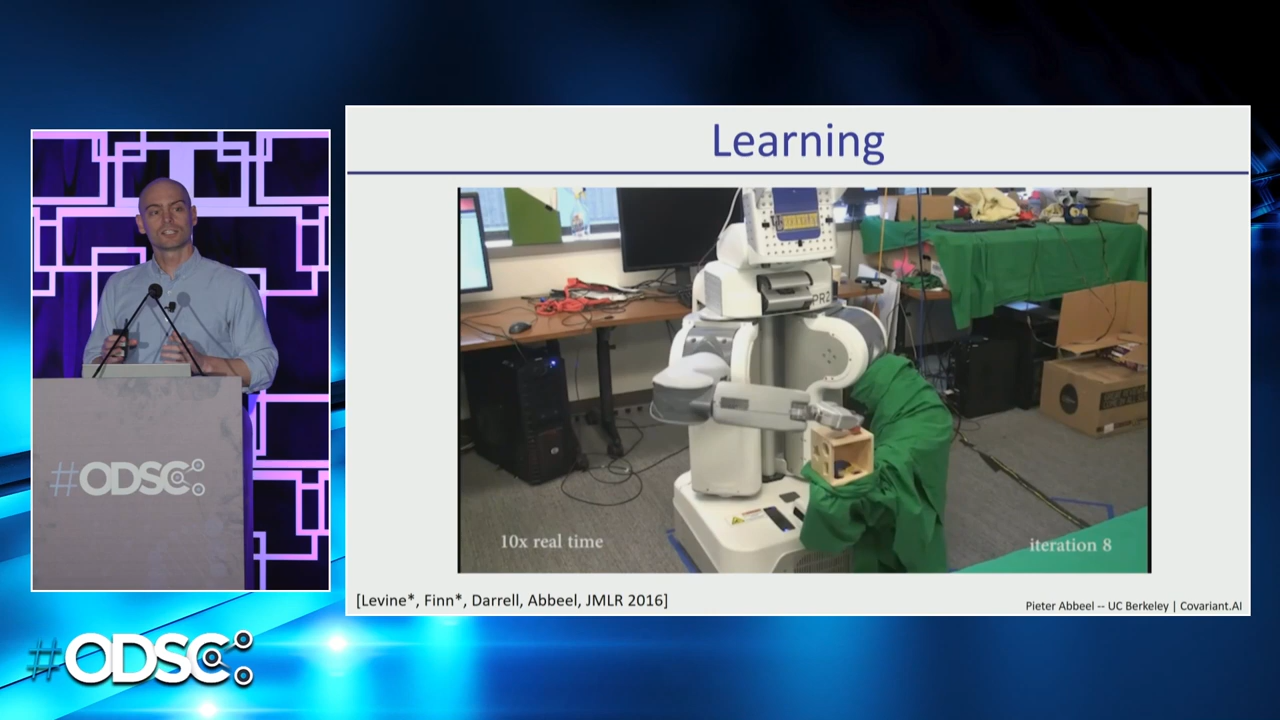 Learning
PR2
10x real time
iteration 8
[Levine*, Finn*, Darrell, Abbeel, JMLR 2016]
Pieter Abbeel -- UC Berkeley | Covariant.AI
#ODSC
#ODSC